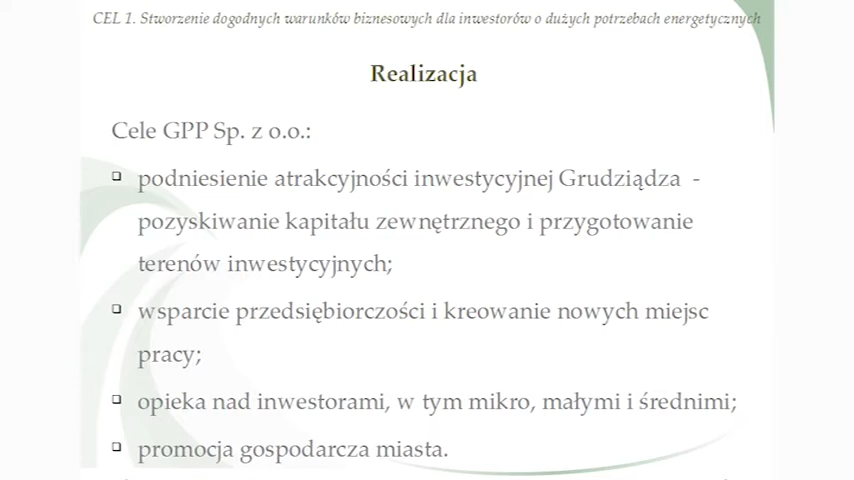 CEL 1. Stworzenie dogodnych warunków biznesowych dla inwestorów o dużych potrzebach energetycznych
Realizacja
Cele GPP Sp. z o.o.:
❑ podniesienie atrakcyjności inwestycyjnej Grudziądza -
pozyskiwanie kapitału zewnętrznego i przygotowanie
terenów inwestycyjnych;
❑ wsparcie przedsiębiorczości i kreowanie nowych miejsc
pracy;
❑ opieka nad inwestorami, w tym mikro, małymi i średnimi;
❑ promocja gospodarcza miasta.